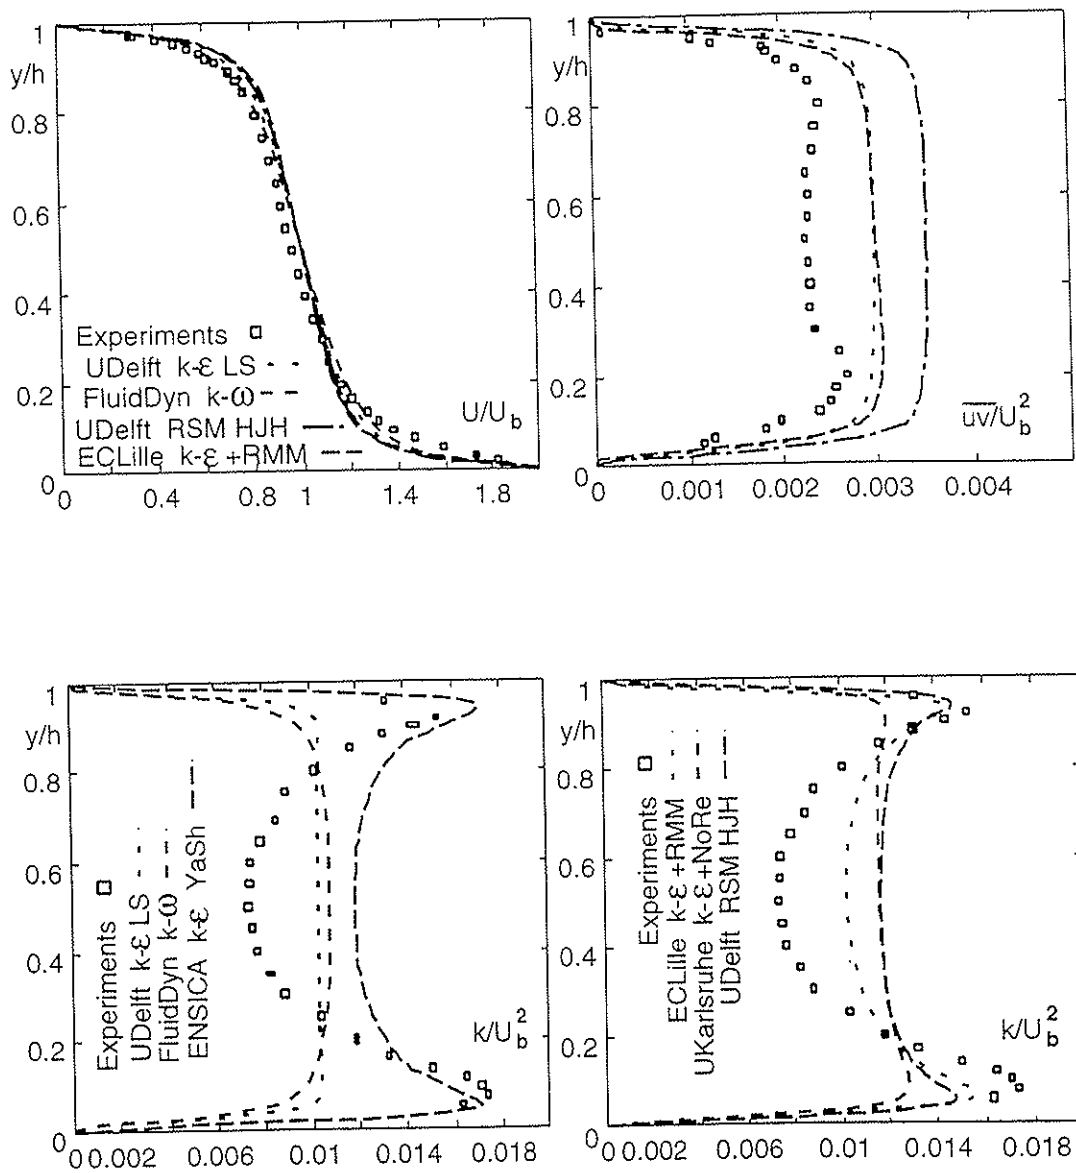 1
y/h
0.8
0.6
0.4
0.2
0
Experiments
UDelft k-ε LS
FluidDyn k-ω
UDelft RSM HJH
ECLille k-ε +RMM
U/U_b
0 0.4 0.8 1 1.4 1.8
1
y/h
0.8
0.6
0.4
0.2
0
uv/U_b^2
0 0.001 0.002 0.003 0.004
1
y/h
0.8
0.6
0.4
0.2
0
Experiments
UDelft k-ε LS
FluidDyn k-ω
ENSICA k-ε YaSh
k/U_b^2
0 0.002 0.006 0.01 0.014 0.018
1
y/h
0.8
0.6
0.4
0.2
0
Experiments
ECLille k-ε +RMM
UKarlsruhe k-ε+NoRe
UDelft RSM HJH
k/U_b^2
0 0.002 0.006 0.01 0.014 0.018